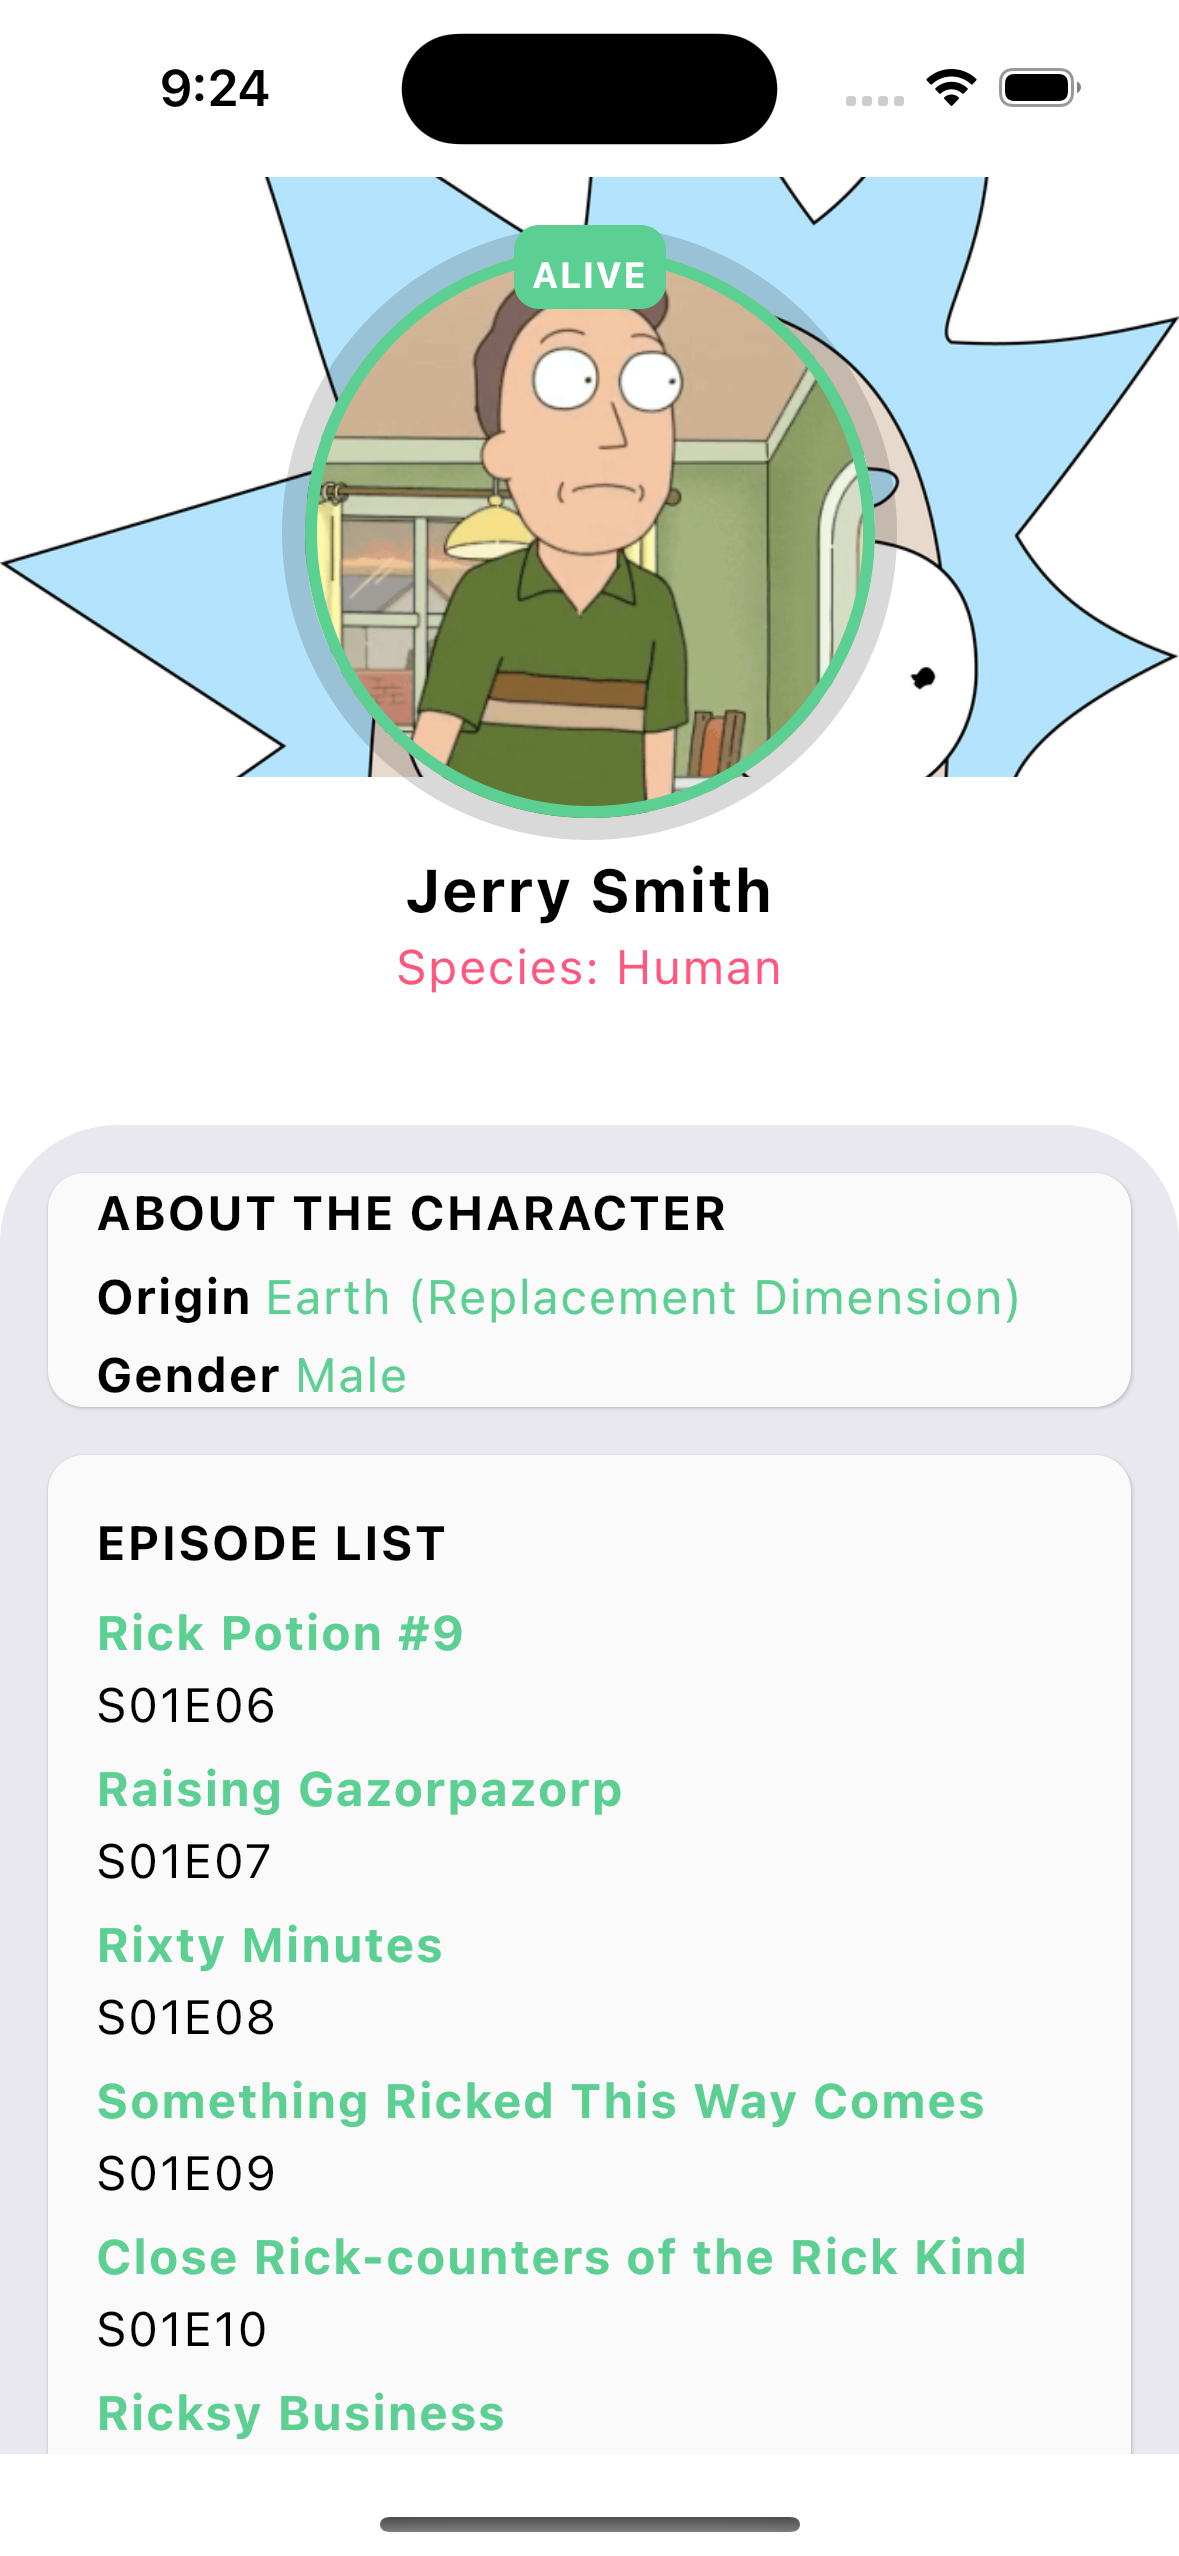 9:24
ALIVE
Jerry Smith
Species: Human
ABOUT THE CHARACTER
Origin Earth (Replacement Dimension)
Gender Male
EPISODE LIST
Rick Potion #9
S01E06
Raising Gazorpazorp
S01E07
Rixty Minutes
S01E08
Something Ricked This Way Comes
S01E09
Close Rick-counters of the Rick Kind
S01E10
Ricksy Business